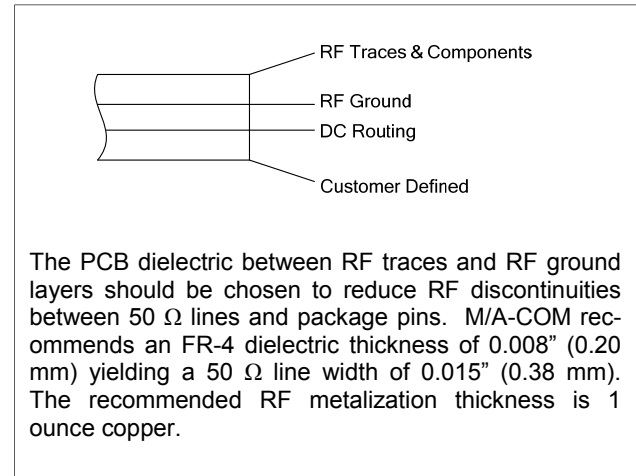 RF Traces & Components
RF Ground
DC Routing
Customer Defined
The PCB dielectric between RF traces and RF ground
layers should be chosen to reduce RF discontinuities
between 50 Ω lines and package pins. M/A-COM rec-
ommends an FR-4 dielectric thickness of 0.008” (0.20
mm) yielding a 50 Ω line width of 0.015” (0.38 mm).
The recommended RF metalization thickness is 1
ounce copper.